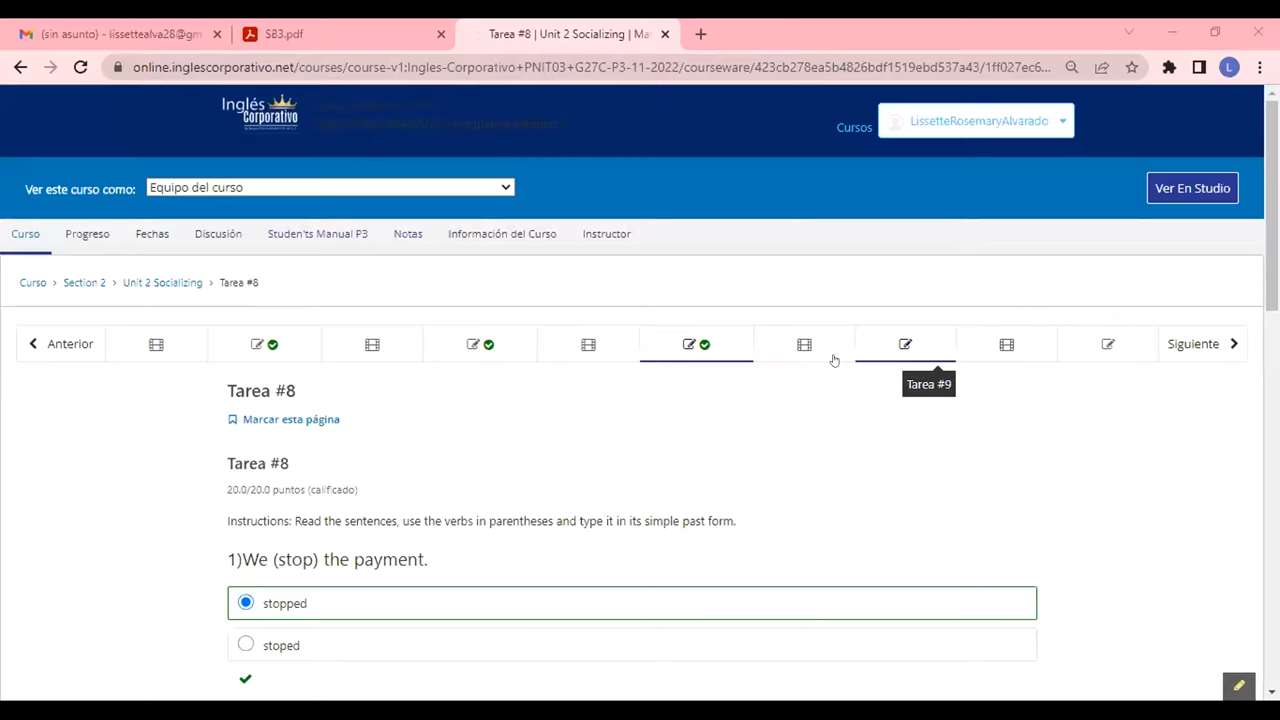 (sin asunto) - lissettealva28@gm
SB3.pdf
Tarea #8 | Unit 2 Socializing | Ma
online.inglescorporativo.net/courses/course-v1:Ingles-Corporativo+PNIT03+G27C-P3-11-2022/courseware/423cb278ea5b4826bdf1519ebd537a43/1ff027ec6...
L
Inglés
Corporativo
Cursos
LissetteRosemaryAlvarado
Ver este curso como:
Equipo del curso
Ver En Studio
Curso
Progreso
Fechas
Discusión
Studen'ts Manual P3
Notas
Información del Curso
Instructor
Curso > Section 2 > Unit 2 Socializing > Tarea #8
Anterior
Siguiente
Tarea #9
Tarea #8
Marcar esta página
Tarea #8
20.0/20.0 puntos (calificado)
Instructions: Read the sentences, use the verbs in parentheses and type it in its simple past form.
1)We (stop) the payment.
stopped
stoped